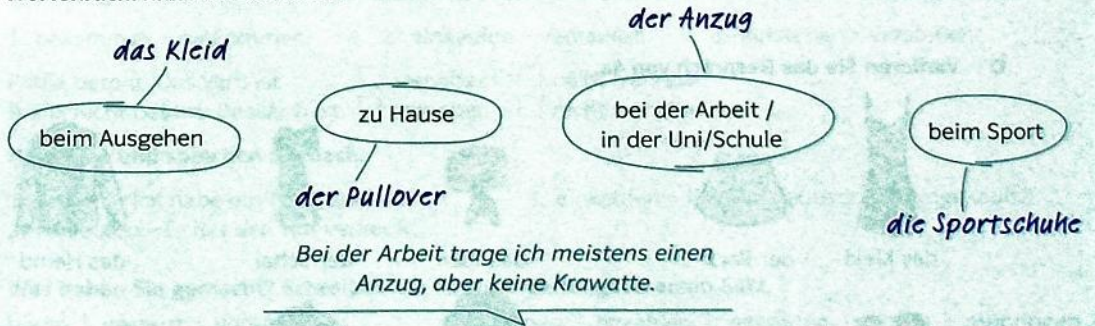 der Anzug
das Kleid
beim Ausgehen
zu Hause
bei der Arbeit /
in der Uni/Schule
beim Sport
der Pullover
die Sportschuhe
Bei der Arbeit trage ich meistens einen
Anzug, aber keine Krawatte.